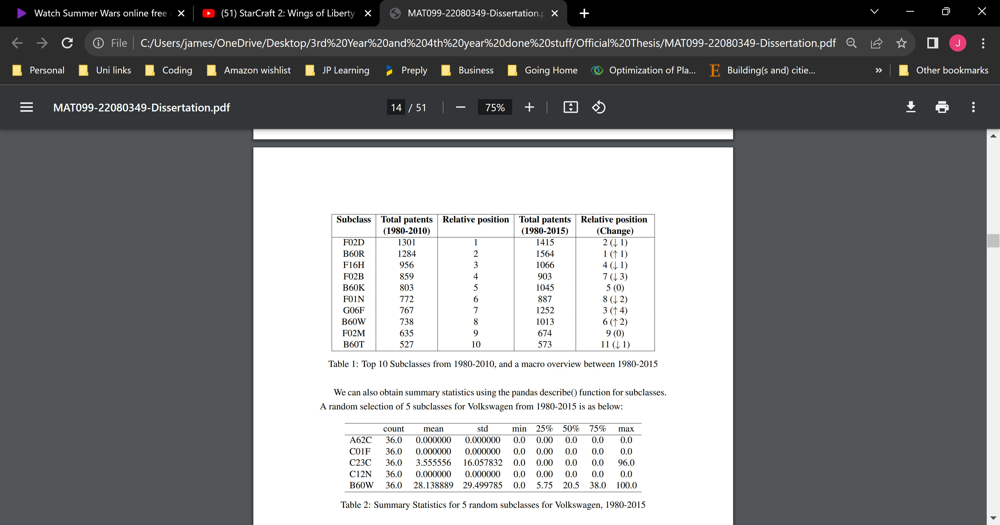 Watch Summer Wars online free
(51) StarCraft 2: Wings of Liberty
MAT099-22080349-Dissertation.p
File
C:/Users/james/OneDrive/Desktop/3rd%20Year%20and%204th%20year%20done%20stuff/Official%20Thesis/MAT099-22080349-Dissertation.pdf
J
Personal
Uni links
Coding
Amazon wishlist
JP Learning
Preply
Business
Going Home
Optimization of Pla...
Building(s and) citie...
»
Other bookmarks
MAT099-22080349-Dissertation.pdf
14 / 51
75%
Subclass Total patents Relative position Total patents Relative position
(1980-2010) (1980-2015) (Change)
F02D 1301 1 1415 2 (↓ 1)
B60R 1284 2 1564 1 (↑ 1)
F16H 956 3 1066 4 (↓ 1)
F02B 859 4 903 7 (↓ 3)
B60K 803 5 1045 5 (0)
F01N 772 6 887 8 (↓ 2)
G06F 767 7 1252 3 (↑ 4)
B60W 738 8 1013 6 (↑ 2)
F02M 635 9 674 9 (0)
B60T 527 10 573 11 (↓ 1)
Table 1: Top 10 Subclasses from 1980-2010, and a macro overview between 1980-2015
We can also obtain summary statistics using the pandas describe() function for subclasses.
A random selection of 5 subclasses for Volkswagen from 1980-2015 is as below:
count mean std min 25% 50% 75% max
A62C 36.0 0.000000 0.000000 0.0 0.00 0.0 0.0 0.0
C01F 36.0 0.000000 0.000000 0.0 0.00 0.0 0.0 0.0
C23C 36.0 3.555556 16.057832 0.0 0.00 0.0 0.0 96.0
C12N 36.0 0.000000 0.000000 0.0 0.00 0.0 0.0 0.0
B60W 36.0 28.138889 29.499785 0.0 5.75 20.5 38.0 100.0
Table 2: Summary Statistics for 5 random subclasses for Volkswagen, 1980-2015